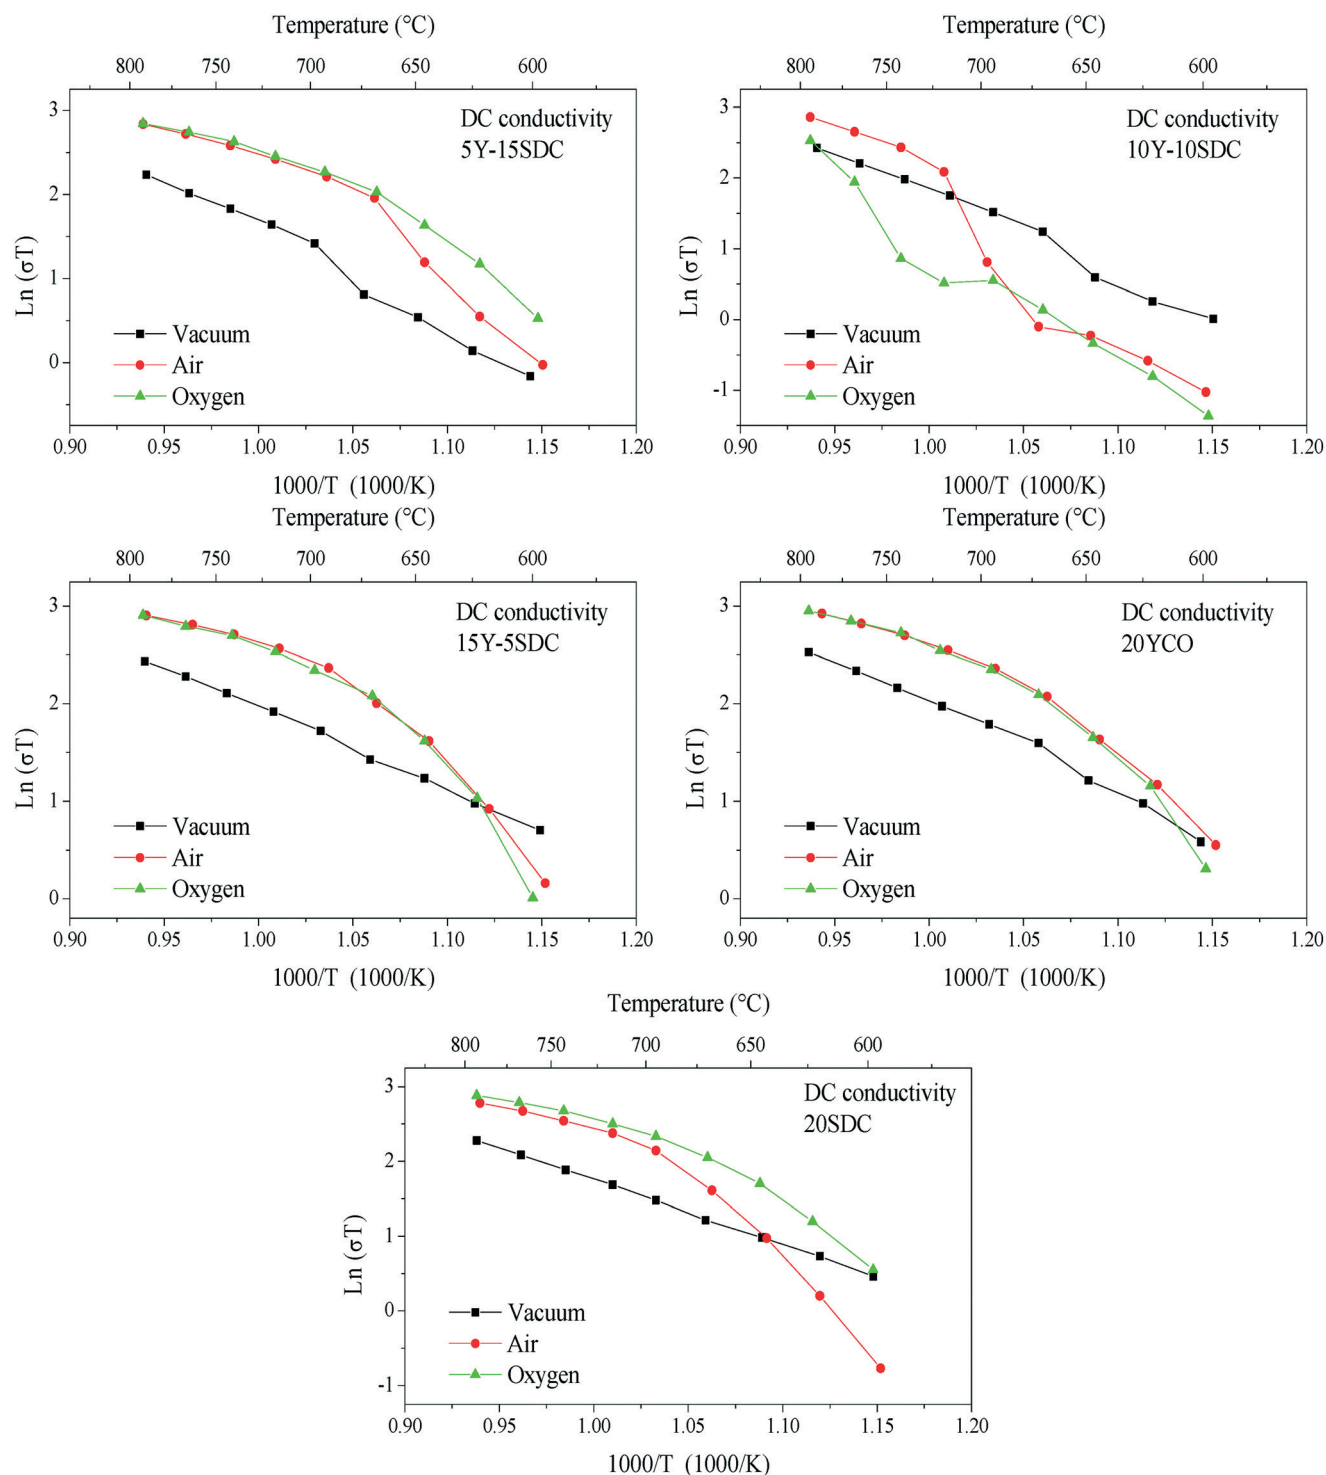 Temperature (°C)
800 750 700 650 600
3
2
1
0
Ln (σT)
DC conductivity
5Y-15SDC
Vacuum
Air
Oxygen
0.90 0.95 1.00 1.05 1.10 1.15 1.20
1000/T (1000/K)
Temperature (°C)
800 750 700 650 600
3
2
1
0
-1
Ln (σT)
DC conductivity
10Y-10SDC
Vacuum
Air
Oxygen
0.90 0.95 1.00 1.05 1.10 1.15 1.20
1000/T (1000/K)
Temperature (°C)
800 750 700 650 600
3
2
1
0
Ln (σT)
DC conductivity
15Y-5SDC
Vacuum
Air
Oxygen
0.90 0.95 1.00 1.05 1.10 1.15 1.20
1000/T (1000/K)
Temperature (°C)
800 750 700 650 600
3
2
1
0
Ln (σT)
DC conductivity
20YCO
Vacuum
Air
Oxygen
0.90 0.95 1.00 1.05 1.10 1.15 1.20
1000/T (1000/K)
Temperature (°C)
800 750 700 650 600
3
2
1
0
-1
Ln (σT)
DC conductivity
20SDC
Vacuum
Air
Oxygen
0.90 0.95 1.00 1.05 1.10 1.15 1.20
1000/T (1000/K)